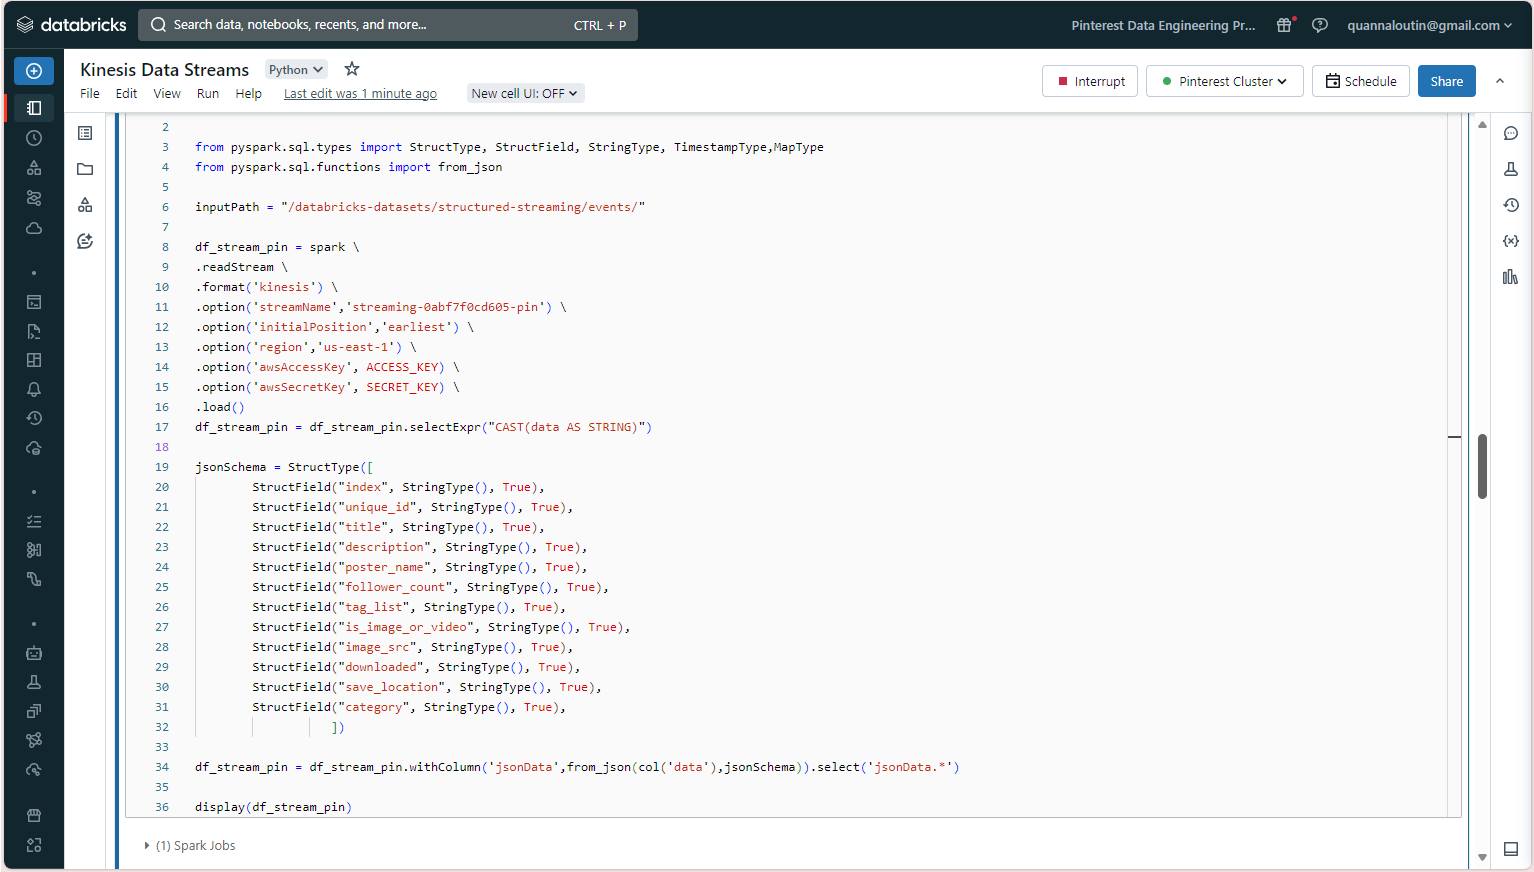 databricks
Search data, notebooks, recents, and more...
CTRL + P
Pinterest Data Engineering Pr...
quannaloutin@gmail.com
Kinesis Data Streams
Python
File Edit View Run Help
Last edit was 1 minute ago
New cell UI: OFF
Interrupt
Pinterest Cluster
Schedule
Share
2
3 from pyspark.sql.types import StructType, StructField, StringType, TimestampType,MapType
4 from pyspark.sql.functions import from_json
5
6 inputPath = "/databricks-datasets/structured-streaming/events/"
7
8 df_stream_pin = spark \
9 .readStream \
10 .format('kinesis') \
11 .option('streamName','streaming-0abf7f0cd605-pin') \
12 .option('initialPosition','earliest') \
13 .option('region','us-east-1') \
14 .option('awsAccessKey', ACCESS_KEY) \
15 .option('awsSecretKey', SECRET_KEY) \
16 .load()
17 df_stream_pin = df_stream_pin.selectExpr("CAST(data AS STRING)")
18
19 jsonSchema = StructType([
20 StructField("index", StringType(), True),
21 StructField("unique_id", StringType(), True),
22 StructField("title", StringType(), True),
23 StructField("description", StringType(), True),
24 StructField("poster_name", StringType(), True),
25 StructField("follower_count", StringType(), True),
26 StructField("tag_list", StringType(), True),
27 StructField("is_image_or_video", StringType(), True),
28 StructField("image_src", StringType(), True),
29 StructField("downloaded", StringType(), True),
30 StructField("save_location", StringType(), True),
31 StructField("category", StringType(), True),
32 ])
33
34 df_stream_pin = df_stream_pin.withColumn('jsonData',from_json(col('data'),jsonSchema)).select('jsonData.*')
35
36 display(df_stream_pin)
(1) Spark Jobs